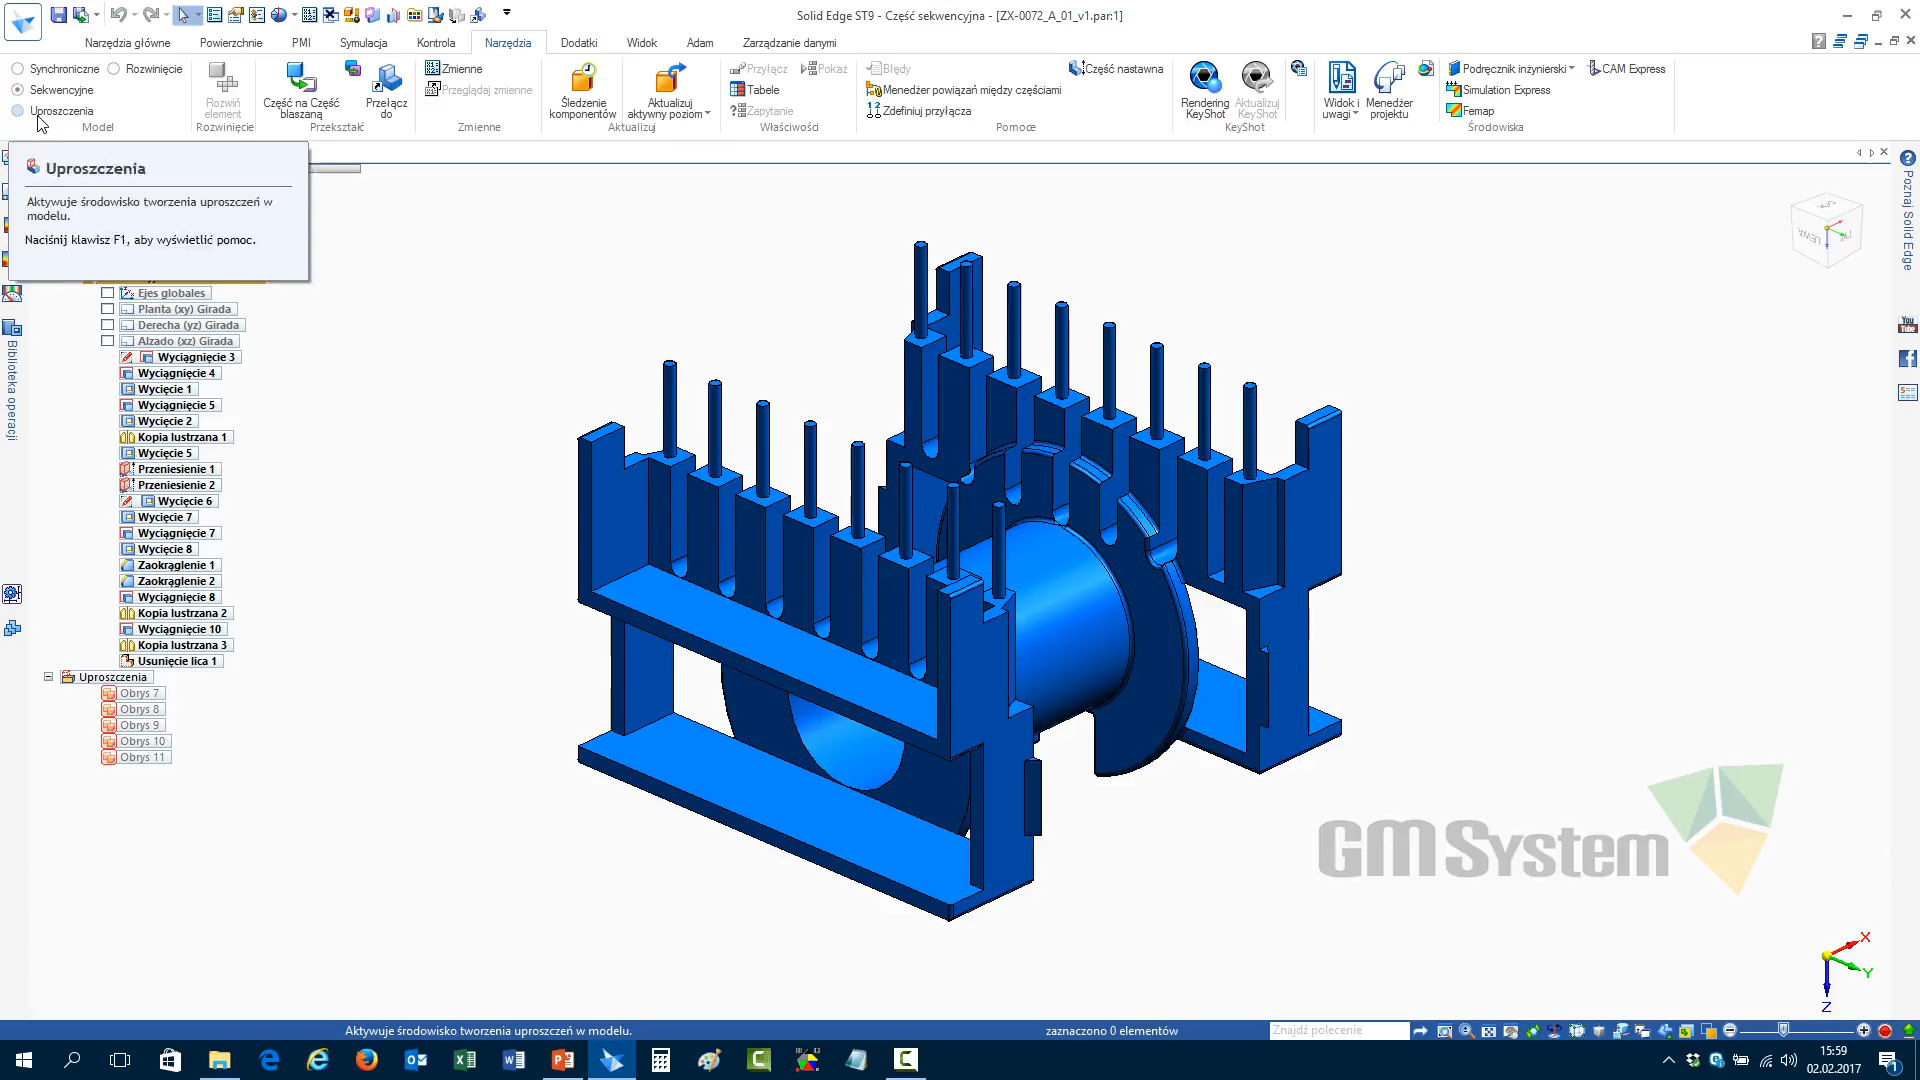 Solid Edge ST9 - Część sekwencyjna - [ZX-0072_A_01_v1.par:1]
Narzędzia główne
Powierzchnie
PMI
Symulacja
Kontrola
Narzędzia
Dodatki
Widok
Adam
Zarządzanie danymi
Synchroniczne
Rozwinięcie
Sekwencyjne
Uproszczenia
Model
Rozwiń
element
Rozwinięcie
Część na Część
blaszaną
Przełącz
do
Przekształć
Zmienne
Przeglądaj zmienne
Zmienne
Śledzenie
komponentów
Aktualizuj
aktywny poziom
Aktualizuj
Przyłącz
Pokaż
Tabele
Zapytanie
Właściwości
Błędy
Menedżer powiązań między częściami
Zdefiniuj przyłącza
Część nastawna
Pomoce
Rendering
KeyShot
Aktualizuj
KeyShot
KeyShot
Widok i
uwagi
Menedżer
projektu
Podręcznik inżynierski
CAM Express
Simulation Express
Femap
Środowiska
Uproszczenia
Aktywuje środowisko tworzenia uproszczeń w
modelu.
Naciśnij klawisz F1, aby wyświetlić pomoc.
Biblioteka operacji
Poznaj Solid Edge
You
Tube
LEWA
Ejes globales
Planta (xy) Girada
Derecha (yz) Girada
Alzado (xz) Girada
Wyciągnięcie 3
Wyciągnięcie 4
Wycięcie 1
Wyciągnięcie 5
Wycięcie 2
Kopia lustrzana 1
Wycięcie 5
Przeniesienie 1
Przeniesienie 2
Wycięcie 6
Wycięcie 7
Wyciągnięcie 7
Wycięcie 8
Zaokrąglenie 1
Zaokrąglenie 2
Wyciągnięcie 8
Kopia lustrzana 2
Wyciągnięcie 10
Kopia lustrzana 3
Usunięcie lica 1
Uproszczenia
Obrys 7
Obrys 8
Obrys 9
Obrys 10
Obrys 11
GM System
X
Y
Z
Aktywuje środowisko tworzenia uproszczeń w modelu.
zaznaczono 0 elementów
Znajdź polecenie
15:59
02.02.2017